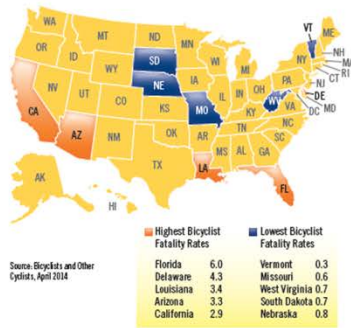 WA
OR
CA
NV
ID
MT
WY
UT
AZ
CO
NM
ND
SD
NE
KS
OK
TX
MN
IA
MO
AR
LA
WI
IL
MS
MI
IN
KY
TN
AL
OH
WV
GA
FL
SC
NC
VA
PA
NY
VT
ME
NH
MA
RI
CT
NJ
DE
MD
DC
AK
HI
Highest Bicyclist
Fatality Rates
Florida 6.0
Delaware 4.3
Louisiana 3.4
Arizona 3.3
California 2.9
Lowest Bicyclist
Fatality Rates
Vermont 0.3
Missouri 0.6
West Virginia 0.7
South Dakota 0.7
Nebraska 0.8
Source: Bicyclists and Other
Cyclists, April 2014